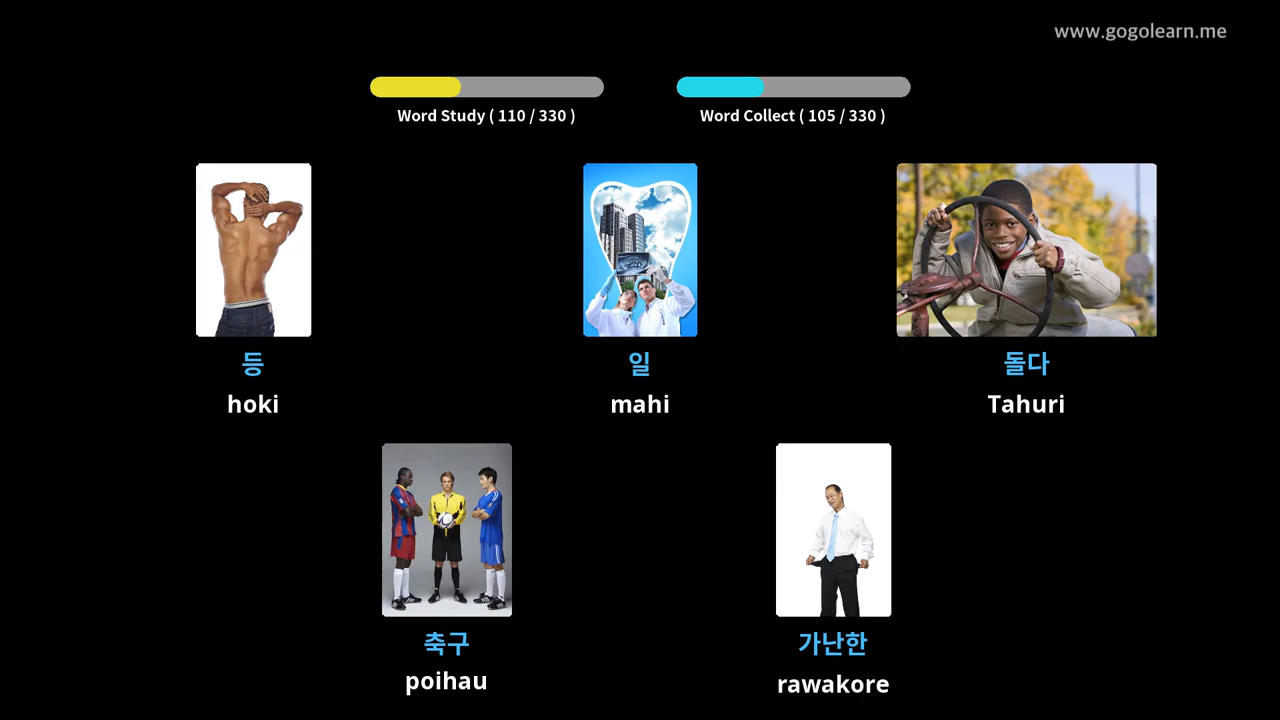 www.gogolearn.me
Word Study ( 110 / 330 )
Word Collect ( 105 / 330 )
등
hoki
일
mahi
돌다
Tahuri
축구
poihau
가난한
rawakore